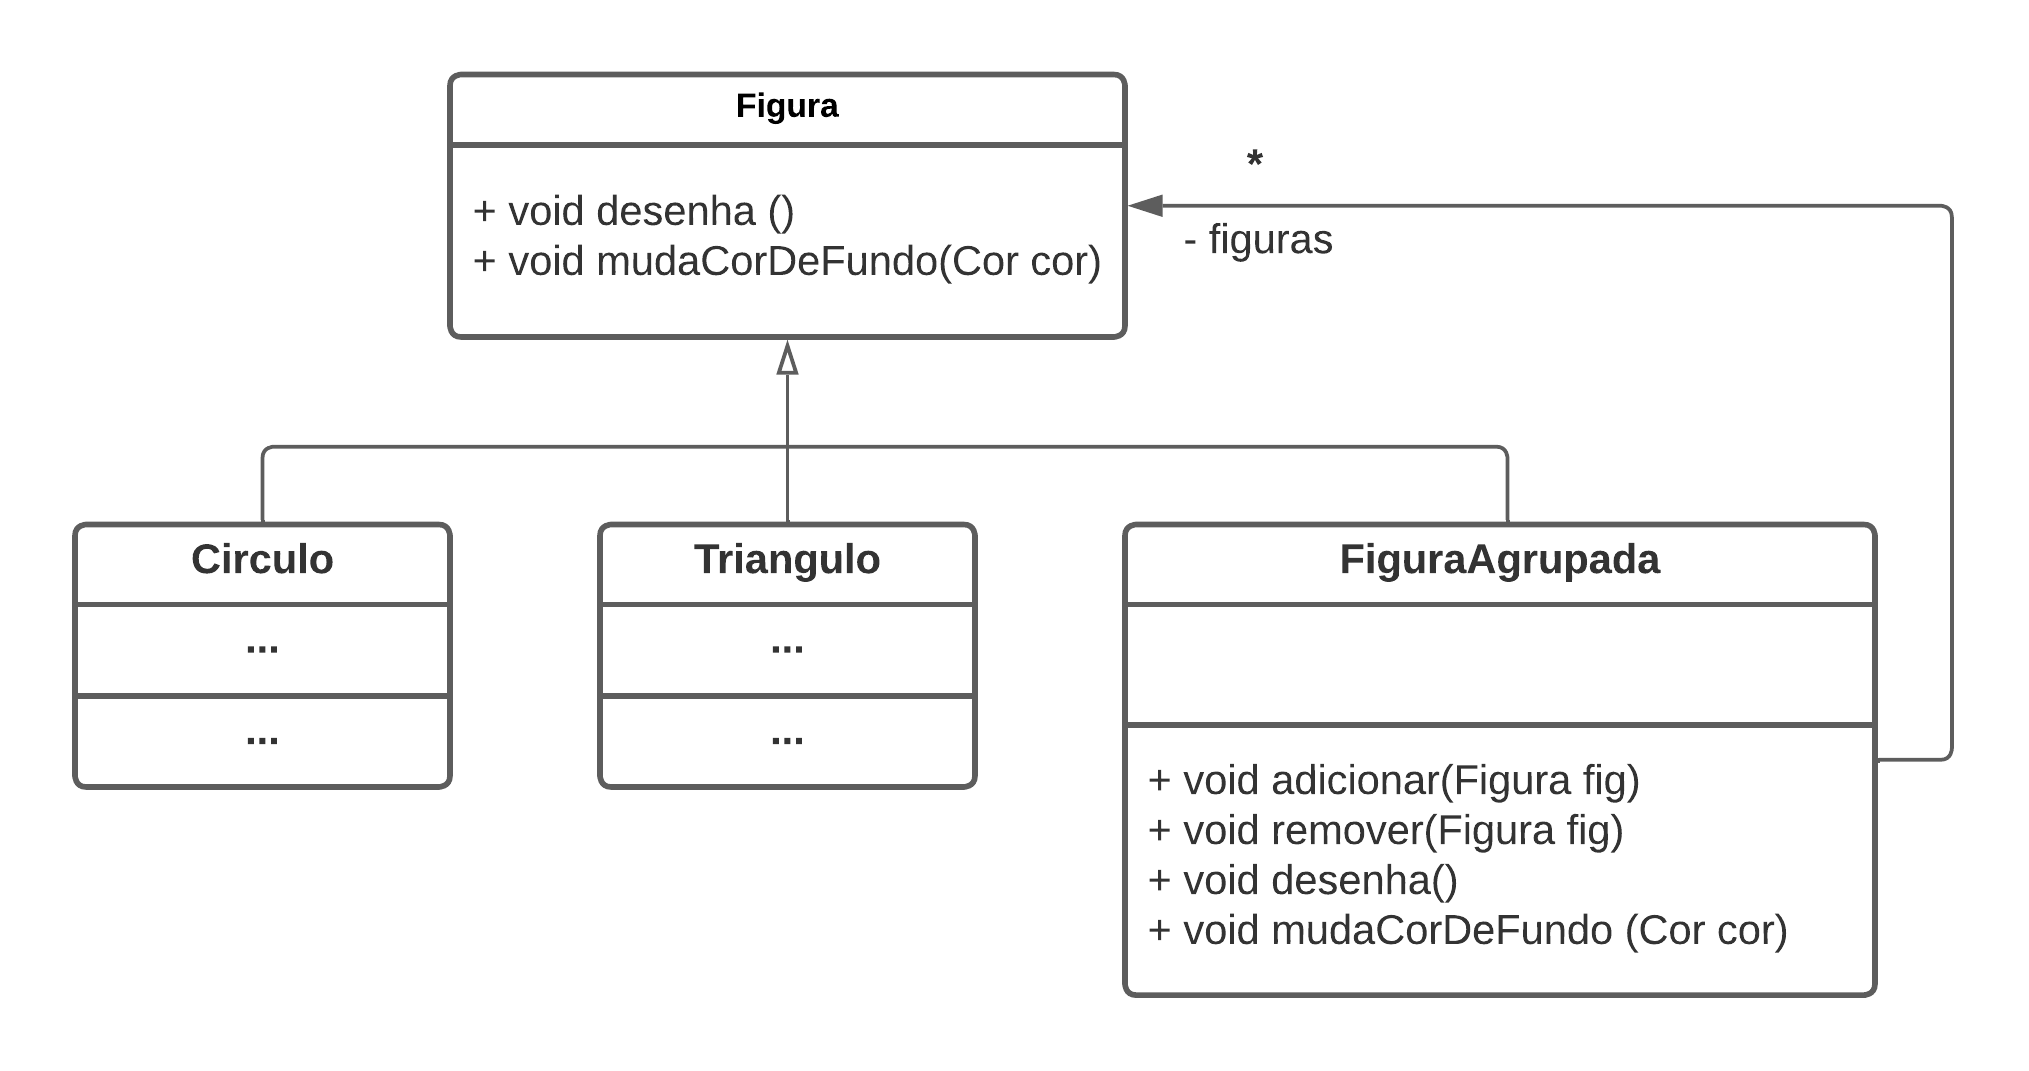 Figura
+ void desenha ()
+ void mudaCorDeFundo(Cor cor)
*
- figuras
Circulo
...
...
Triangulo
...
...
FiguraAgrupada
+ void adicionar(Figura fig)
+ void remover(Figura fig)
+ void desenha()
+ void mudaCorDeFundo (Cor cor)